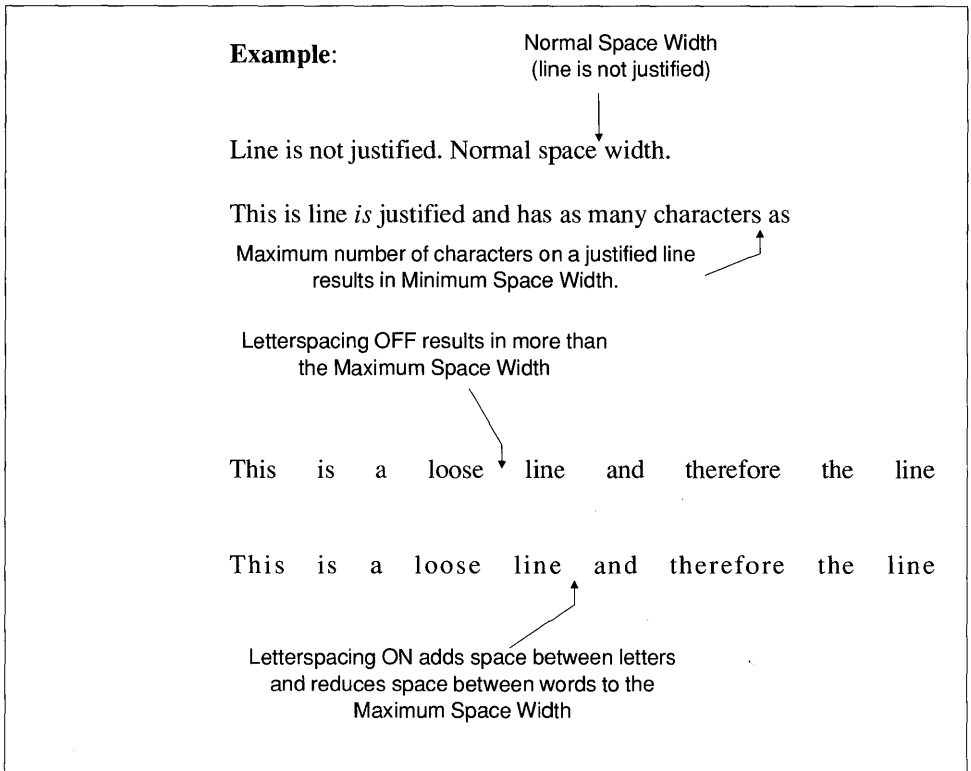 Example:
Normal Space Width
(line is not justified)
Line is not justified. Normal space width.
This is line is justified and has as many characters as
Maximum number of characters on a justified line
results in Minimum Space Width.
Letterspacing OFF results in more than
the Maximum Space Width
This is a loose line and therefore the line
This is a loose line and therefore the line
Letterspacing ON adds space between letters
and reduces space between words to the
Maximum Space Width